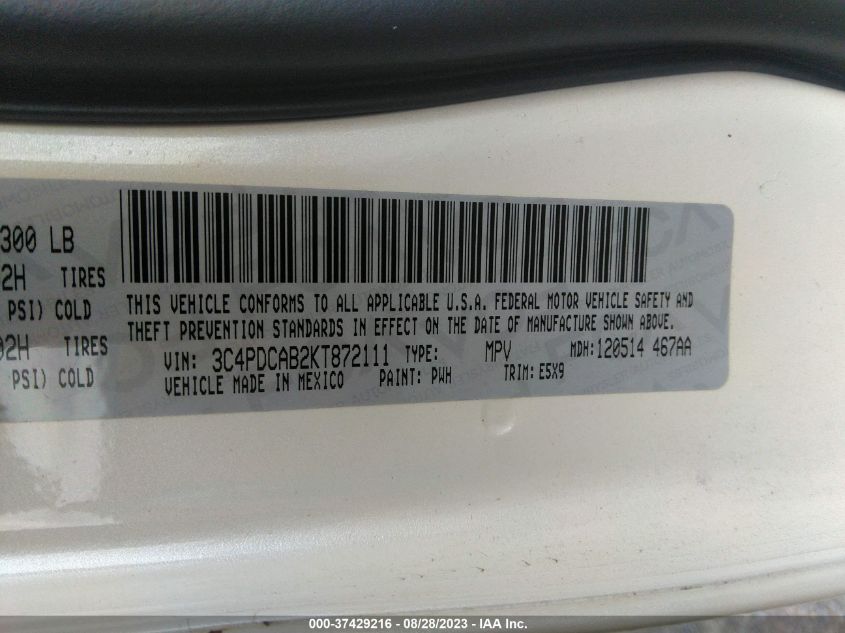 300 LB
2H TIRES
PSI) COLD
02H TIRES
PSI) COLD
THIS VEHICLE CONFORMS TO ALL APPLICABLE U.S.A. FEDERAL MOTOR VEHICLE SAFETY AND
THEFT PREVENTION STANDARDS IN EFFECT ON THE DATE OF MANUFACTURE SHOWN ABOVE.
VIN: 3C4PDCAB2KT872111 TYPE: MPV MDH: 120514 467AA
VEHICLE MADE IN MEXICO PAINT: PWH TRIM: E5X9
000-37429216 - 08/28/2023 - IAA Inc.